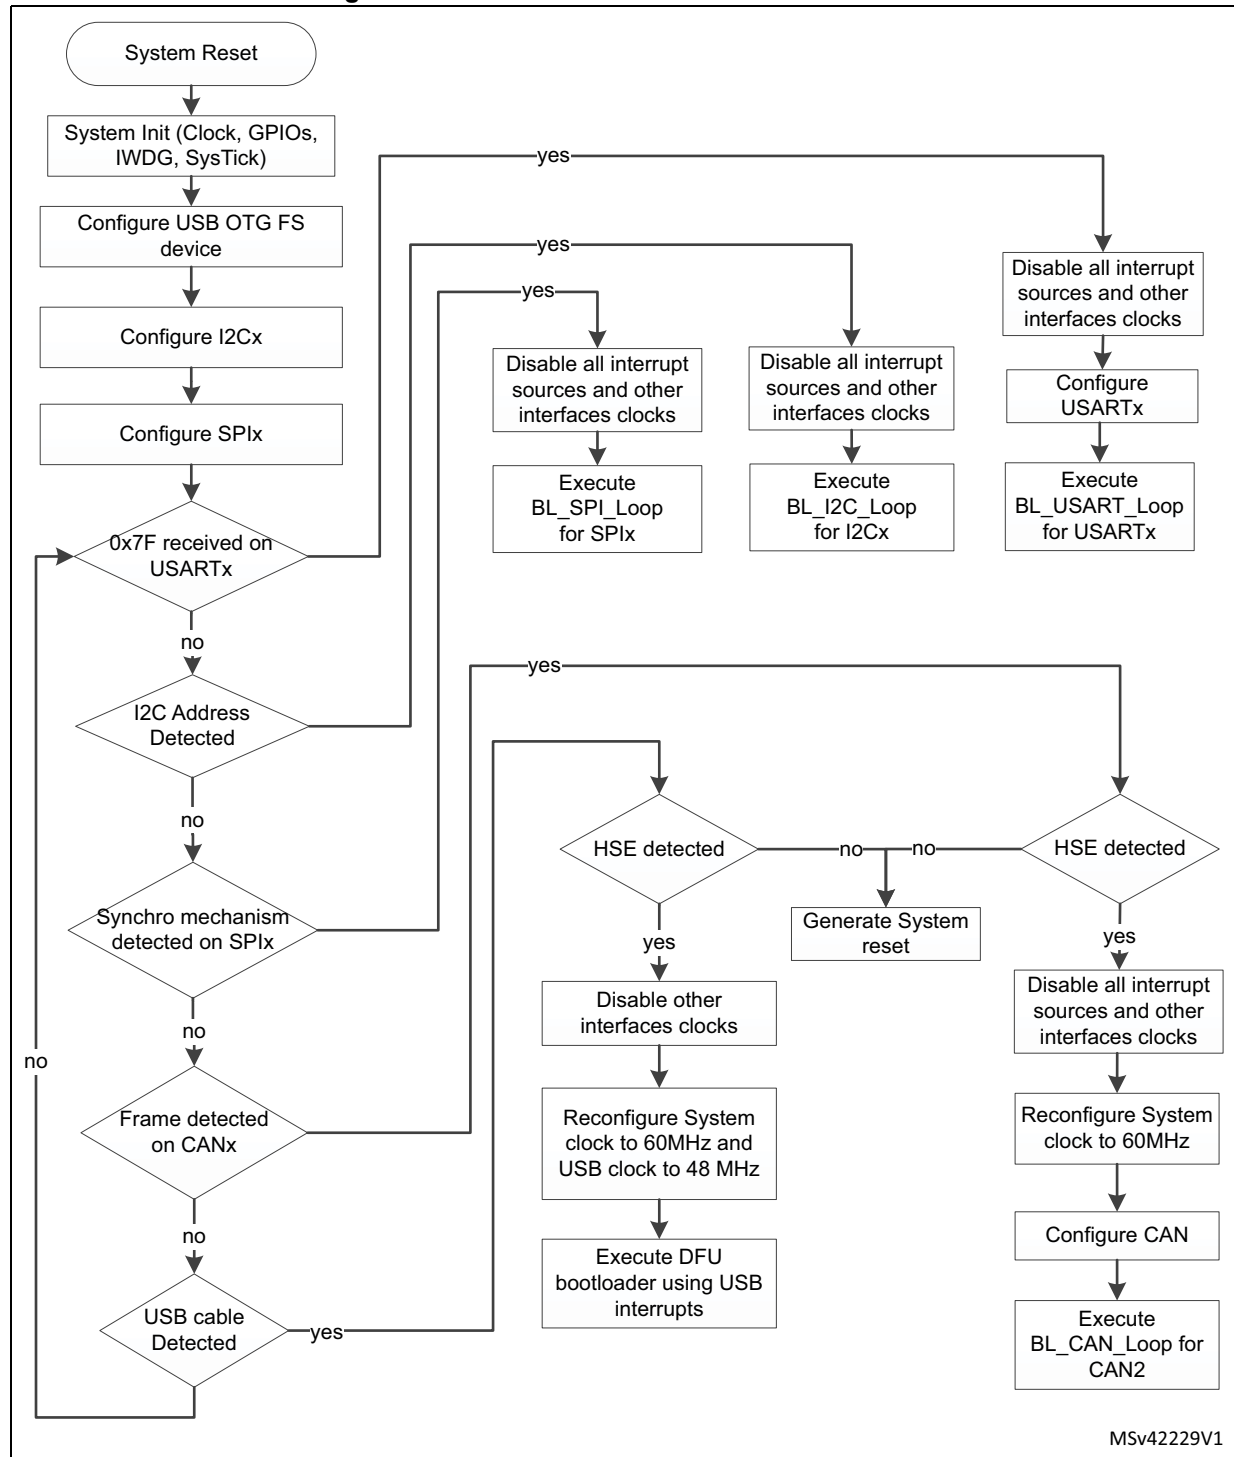 System Reset
System Init (Clock, GPIOs,
IWDG, SysTick)
Configure USB OTG FS
device
Configure I2Cx
Configure SPIx
0x7F received on
USARTx
yes
no
I2C Address
Detected
yes
no
Synchro mechanism
detected on SPIx
yes
no
Frame detected
on CANx
yes
no
USB cable
Detected
yes
no
Disable all interrupt
sources and other
interfaces clocks
Execute
BL_SPI_Loop
for SPIx
Disable all interrupt
sources and other
interfaces clocks
Execute
BL_I2C_Loop
for I2Cx
Disable all interrupt
sources and other
interfaces clocks
Configure
USARTx
Execute
BL_USART_Loop
for USARTx
HSE detected
no
yes
Disable other
interfaces clocks
Reconfigure System
clock to 60MHz and
USB clock to 48 MHz
Execute DFU
bootloader using USB
interrupts
Generate System
reset
HSE detected
no
yes
Disable all interrupt
sources and other
interfaces clocks
Reconfigure System
clock to 60MHz
Configure CAN
Execute
BL_CAN_Loop for
CAN2
MSv42229V1